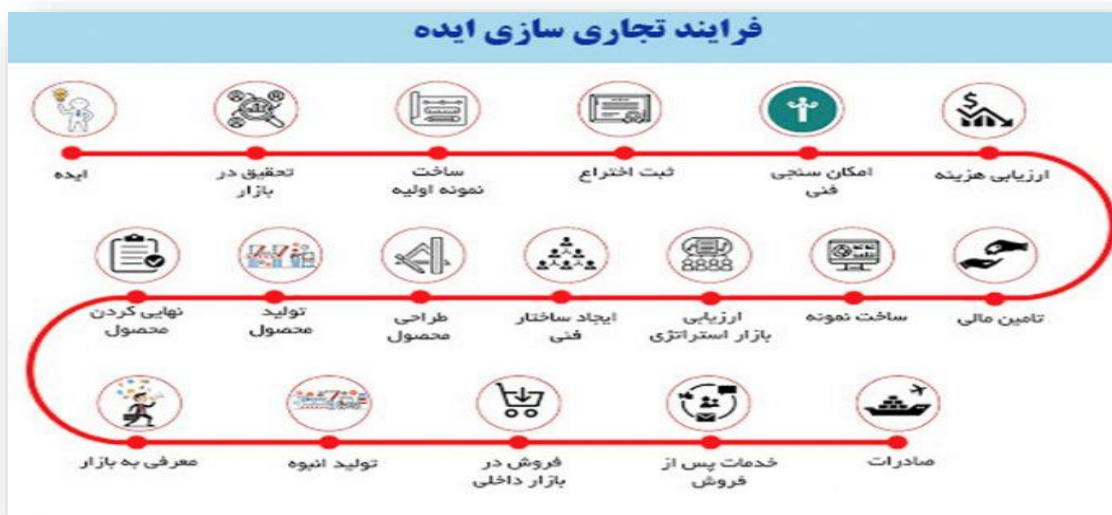 فرایند تجاری سازی ایده
ایده
تحقیق در
بازار
ساخت
نمونه اولیه
ثبت اختراع
امکان سنجی
فنی
ارزیابی هزینه
تامین مالی
ساخت نمونه
ارزیابی
بازار استراتژی
ایجاد ساختار
فنی
طراحی
محصول
تولید
محصول
نهایی کردن
محصول
معرفی به بازار
تولید انبوه
فروش در
بازار داخلی
خدمات پس از
فروش
صادرات